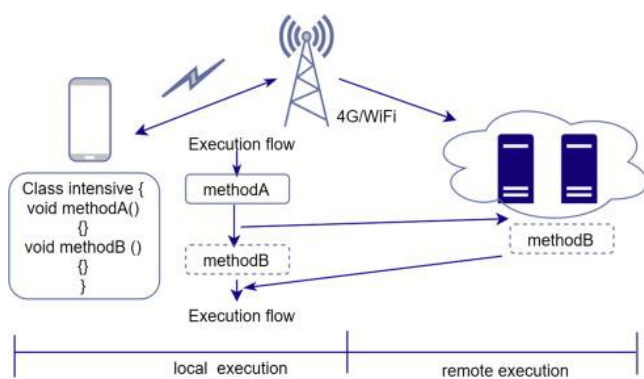 4G/WiFi
Execution flow
Class intensive {
void methodA()
{}
void methodB ()
{}
}
methodA
methodB
methodB
Execution flow
local execution
remote execution